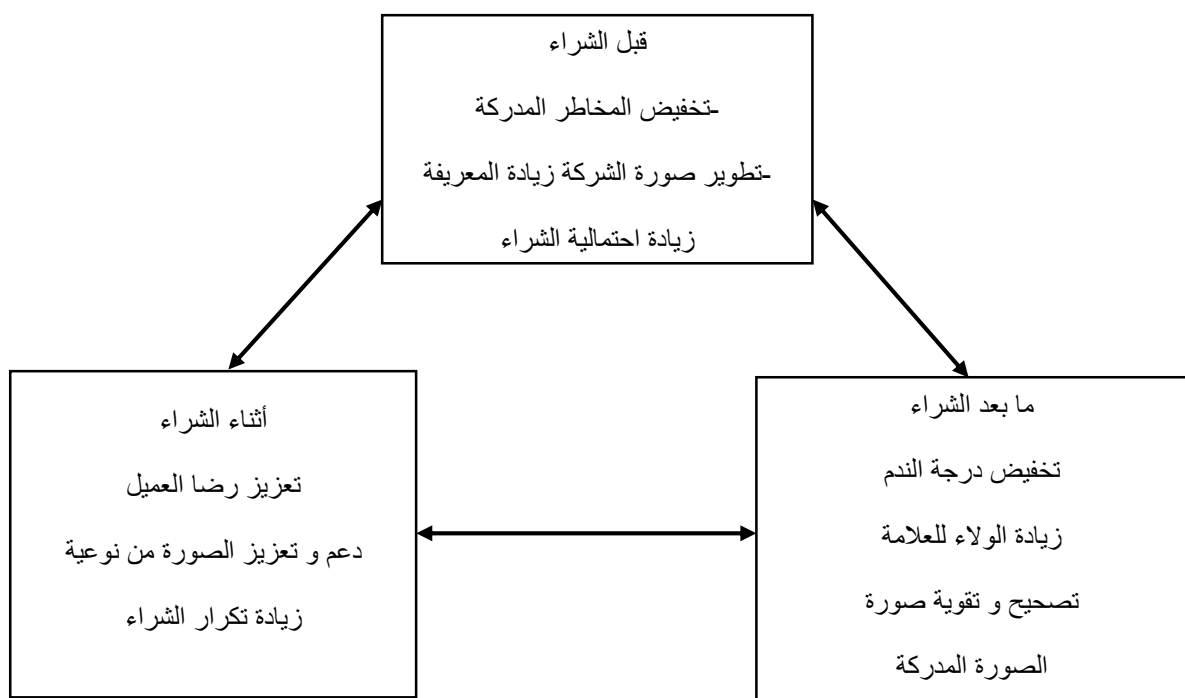 قبل الشراء
-تخفيض المخاطر المدركة
-تطوير صورة الشركة زيادة المعريفة
زيادة احتمالية الشراء
أثناء الشراء
تعزيز رضا العميل
دعم و تعزيز الصورة من نوعية
زيادة تكرار الشراء
ما بعد الشراء
تخفيض درجة الندم
زيادة الولاء للعلامة
تصحيح و تقوية صورة
الصورة المدركة